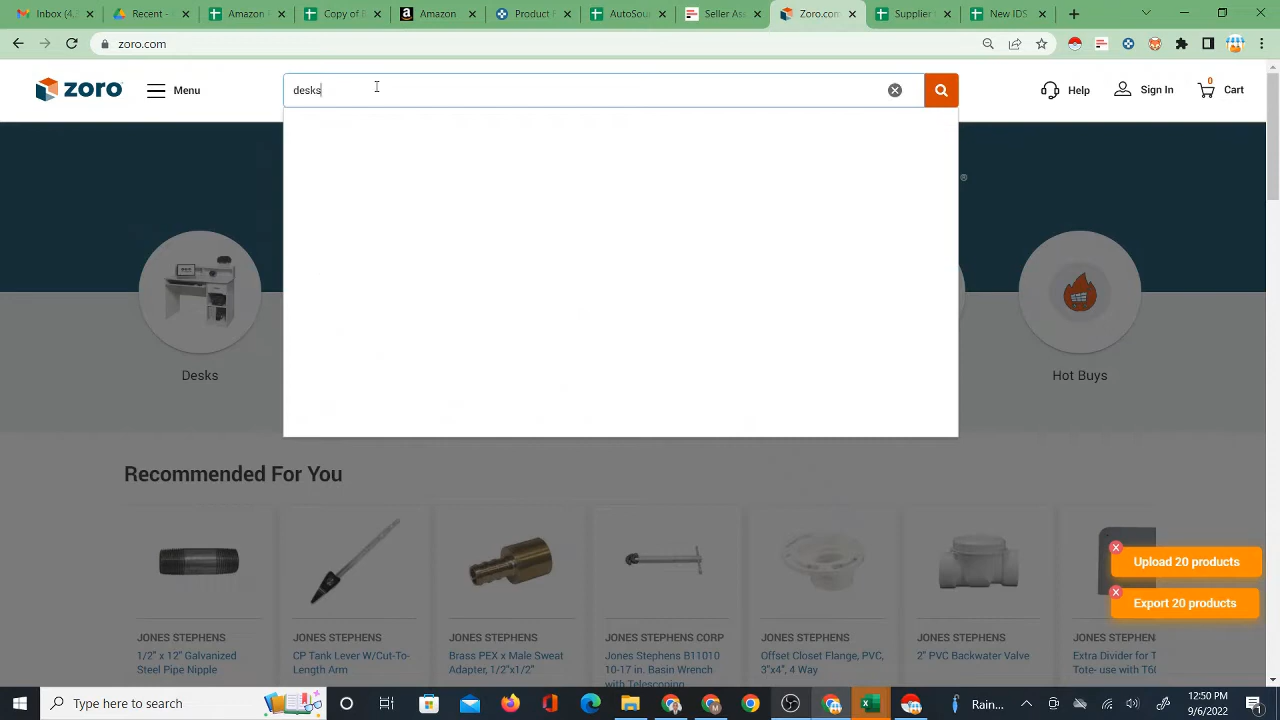 Inbox (4,
Amazon F
Copy of B
Amazon
Product F
AutoSou
Seller Ass
Zoro.com
Supplier
New IDS
zoro.com
zoro
Menu
desks
Help
Sign In
0
Cart
Desks
Hot Buys
Recommended For You
Upload 20 products
Export 20 products
JONES STEPHENS
1/2" x 12" Galvanized
Steel Pipe Nipple
JONES STEPHENS
CP Tank Lever W/Cut-To-
Length Arm
JONES STEPHENS
Brass PEX x Male Sweat
Adapter, 1/2"x1/2"
JONES STEPHENS CORP
Jones Stephens B11010
10-17 in. Basin Wrench
with Telescoping
JONES STEPHENS
Offset Closet Flange, PVC,
3"x4", 4 Way
JONES STEPHENS
2" PVC Backwater Valve
JONES STEPHEN
Extra Divider for T
Tote- use with T60
Type here to search
Rain...
12:50 PM
9/6/2022